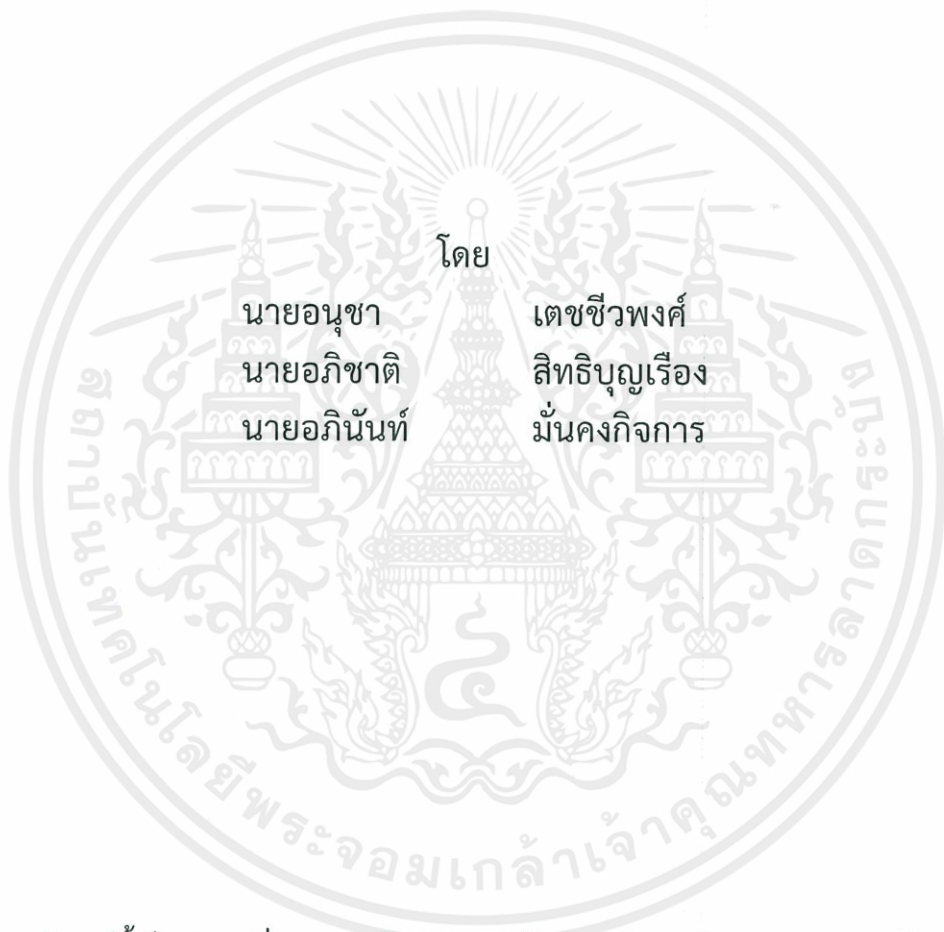 โดย
นายอนุชา เตชชีวพงศ์
นายอภิชาติ สิทธิบุญเรือง
นายอภินันท์ มั่นคงกิจการ
สถาบันเทคโนโลยีพระจอมเกล้าเจ้าคุณทหารลาดกระบัง